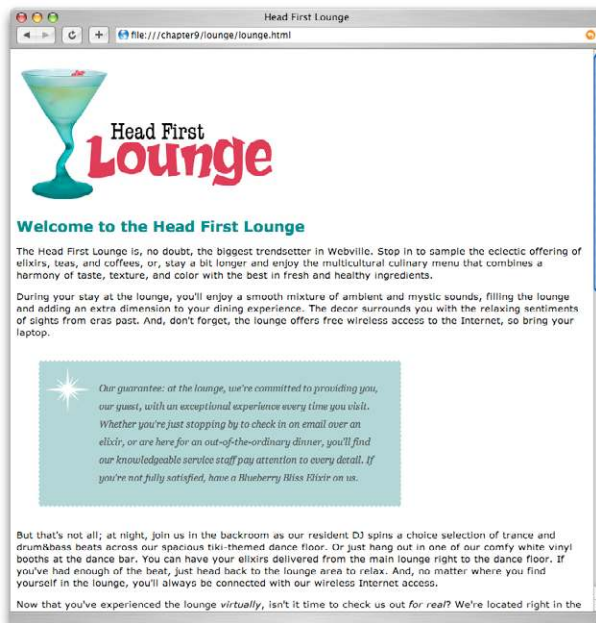 Head First Lounge
file:///chapter9/lounge/lounge.html
Head First
Lounge
Welcome to the Head First Lounge
The Head First Lounge is, no doubt, the biggest trendsetter in Webville. Stop in to sample the eclectic offering of
elixirs, teas, and coffees, or, stay a bit longer and enjoy the multicultural culinary menu that combines a
harmony of taste, texture, and color with the best in fresh and healthy ingredients.
During your stay at the lounge, you'll enjoy a smooth mixture of ambient and mystic sounds, filling the lounge
and adding an extra dimension to your dining experience. The decor surrounds you with the relaxing sentiments
of sights from eras past. And, don't forget, the lounge offers free wireless access to the Internet, so bring your
laptop.
Our guarantee: at the lounge, we're committed to providing you,
our guest, with an exceptional experience every time you visit.
Whether you're just stopping by to check in on email over an
elixir, or are here for an out-of-the-ordinary dinner, you'll find
our knowledgeable service staff pay attention to every detail. If
you're not fully satisfied, have a Blueberry Bliss Elixir on us.
But that's not all; at night, join us in the backroom as our resident DJ spins a choice selection of trance and
drum&bass beats across our spacious tiki-themed dance floor. Or just hang out in one of our comfy white vinyl
booths at the dance bar. You can have your elixirs delivered from the main lounge right to the dance floor. If
you've had enough of the beat, just head back to the lounge area to relax. And, no matter where you find
yourself in the lounge, you'll always be connected with our wireless Internet access.
Now that you've experienced the lounge virtually, isn't it time to check us out for real? We're located right in the